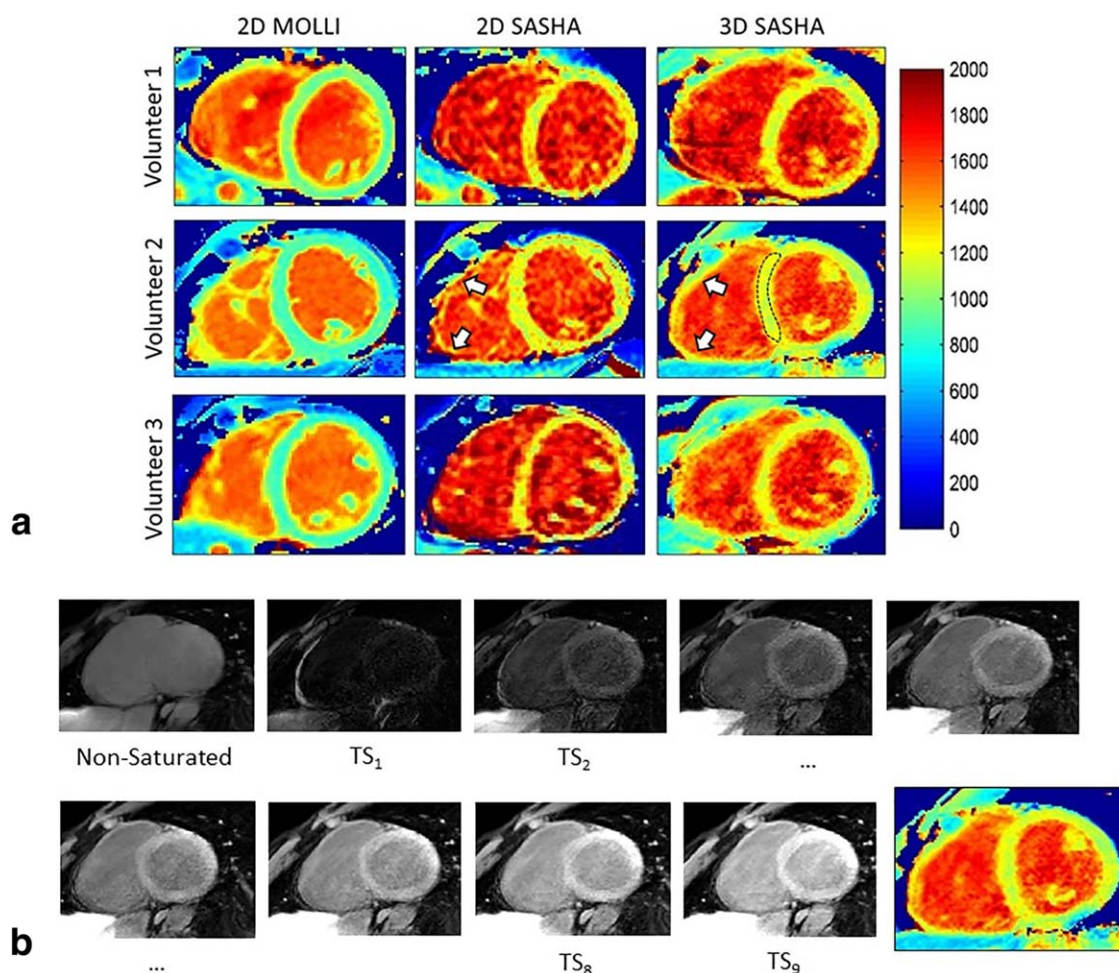 2D MOLLI 2D SASHA 3D SASHA
Volunteer 1
Volunteer 2
Volunteer 3
2000
1800
1600
1400
1200
1000
800
600
400
200
0
a
Non-Saturated TS₁ TS₂ ...
... TS₈ TS₉
b